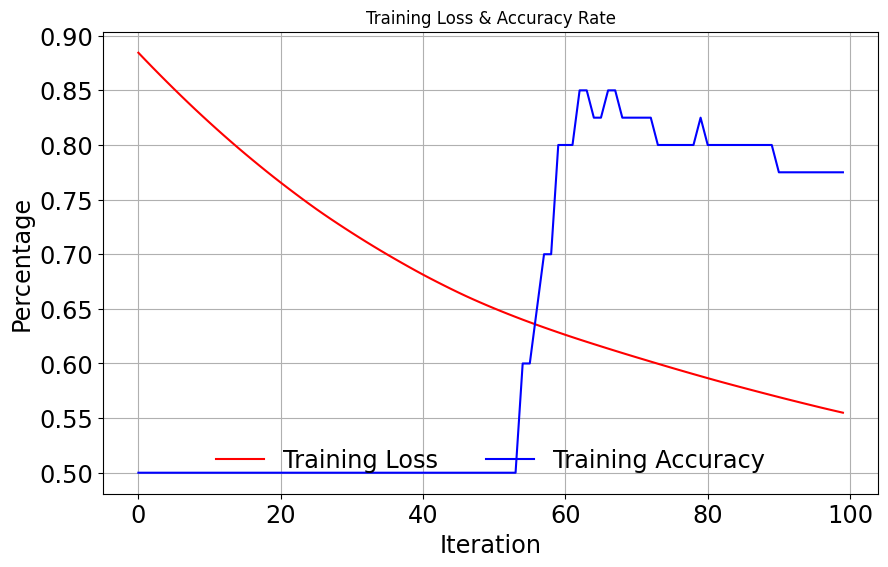 Training Loss & Accuracy Rate
0.90
0.85
0.80
0.75
0.70
0.65
0.60
0.55
0.50
Percentage
Training Loss Training Accuracy
0 20 40 60 80 100
Iteration